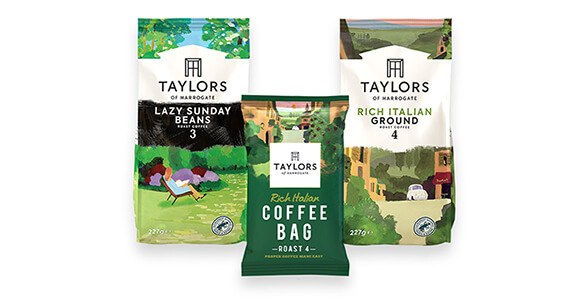 TAYLORS
OF HARROGATE
LAZY SUNDAY
BEANS
ROAST COFFEE
3
227g e
TAYLORS
of HARROGATE
Rich Italian
COFFEE
BAG
ROAST 4
PROPER COFFEE MADE EASY
TAYLORS
OF HARROGATE
RICH ITALIAN
GROUND
ROAST COFFEE
4
227g e